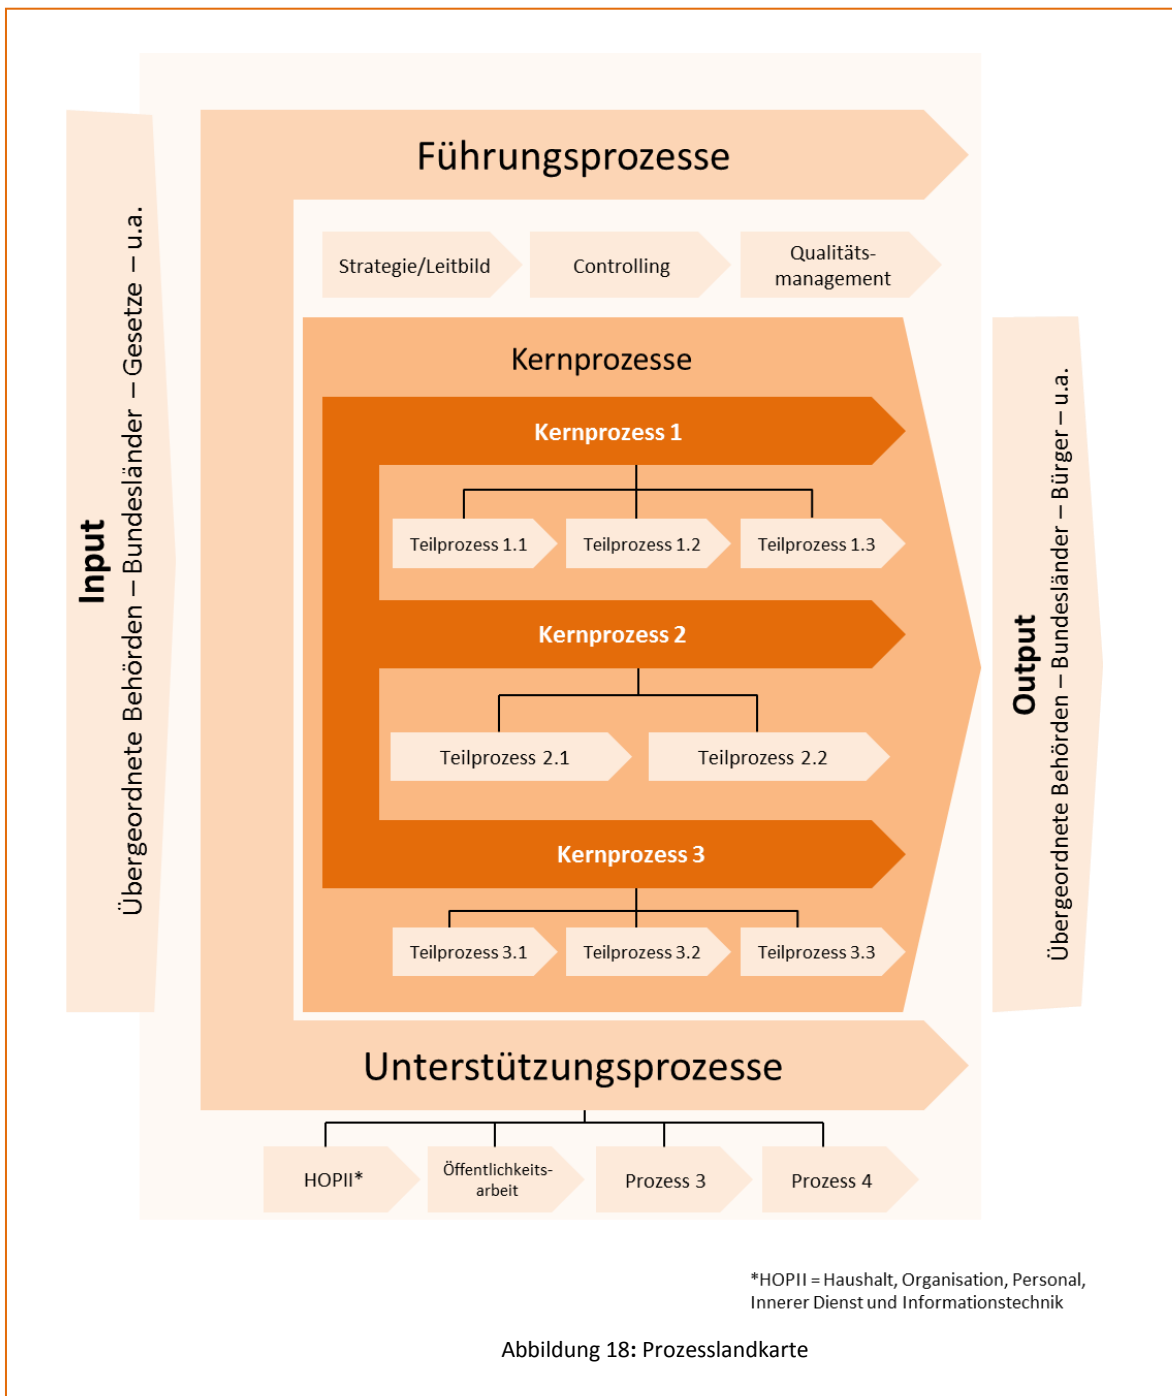 Führungsprozesse
Strategie/Leitbild
Controlling
Qualitäts-
management
Input
Übergeordnete Behörden – Bundesländer – Gesetze – u.a.
Kernprozesse
Kernprozess 1
Teilprozess 1.1
Teilprozess 1.2
Teilprozess 1.3
Kernprozess 2
Teilprozess 2.1
Teilprozess 2.2
Kernprozess 3
Teilprozess 3.1
Teilprozess 3.2
Teilprozess 3.3
Output
Übergeordnete Behörden – Bundesländer – Bürger – u.a.
Unterstützungsprozesse
HOPII*
Öffentlichkeits-
arbeit
Prozess 3
Prozess 4
*HOPII = Haushalt, Organisation, Personal,
Innerer Dienst und Informationstechnik
Abbildung 18: Prozesslandkarte